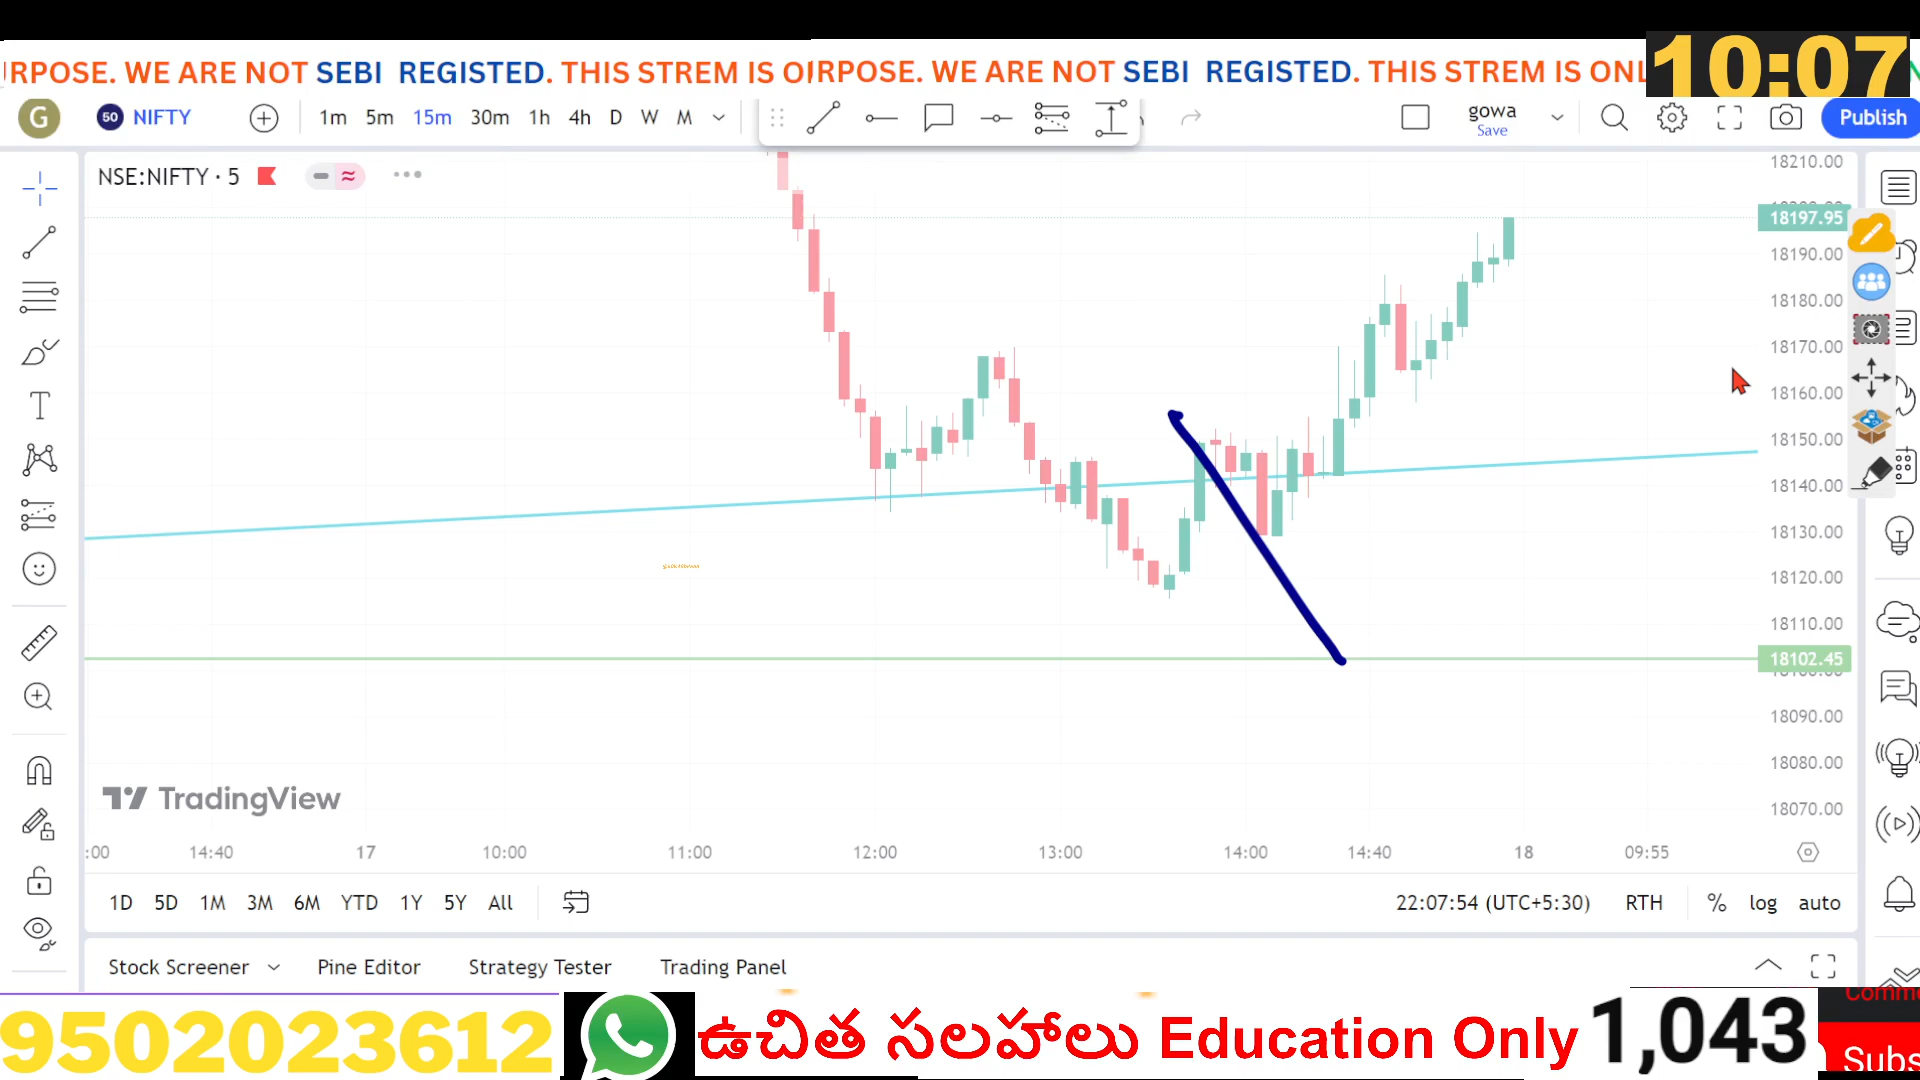 URPOSE. WE ARE NOT SEBI REGISTED. THIS STREM IS O
RPOSE. WE ARE NOT SEBI REGISTED. THIS STREM IS ONL
10:07
G
50 NIFTY
1m 5m 15m 30m 1h 4h D W M
gowa
Save
Publish
NSE:NIFTY · 5
18210.00
18197.95
18190.00
18180.00
18170.00
18160.00
18150.00
18140.00
18130.00
18120.00
18110.00
18102.45
18090.00
18080.00
18070.00
TradingView
:00 14:40 17 10:00 11:00 12:00 13:00 14:00 14:40 18 09:55
1D 5D 1M 3M 6M YTD 1Y 5Y All
22:07:54 (UTC+5:30) RTH % log auto
Stock Screener Pine Editor Strategy Tester Trading Panel
9502023612
ఉచిత సలహాలు Education Only
1,043
Comme
Subs